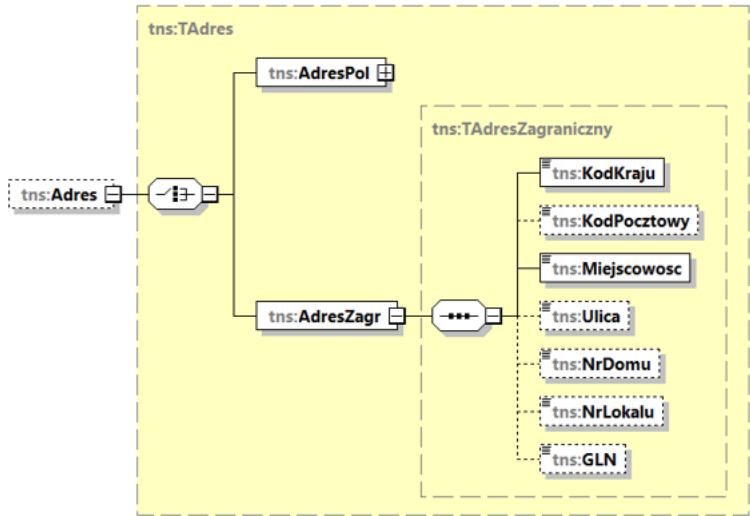 tns:TAdres
tns:AdresPol
tns:TAdresZagraniczny
tns:KodKraju
tns:Adres
tns:KodPocztowy
tns:Miejscowosc
tns:AdresZagr
tns:Ulica
tns:NrDomu
tns:NrLokalu
tns:GLN